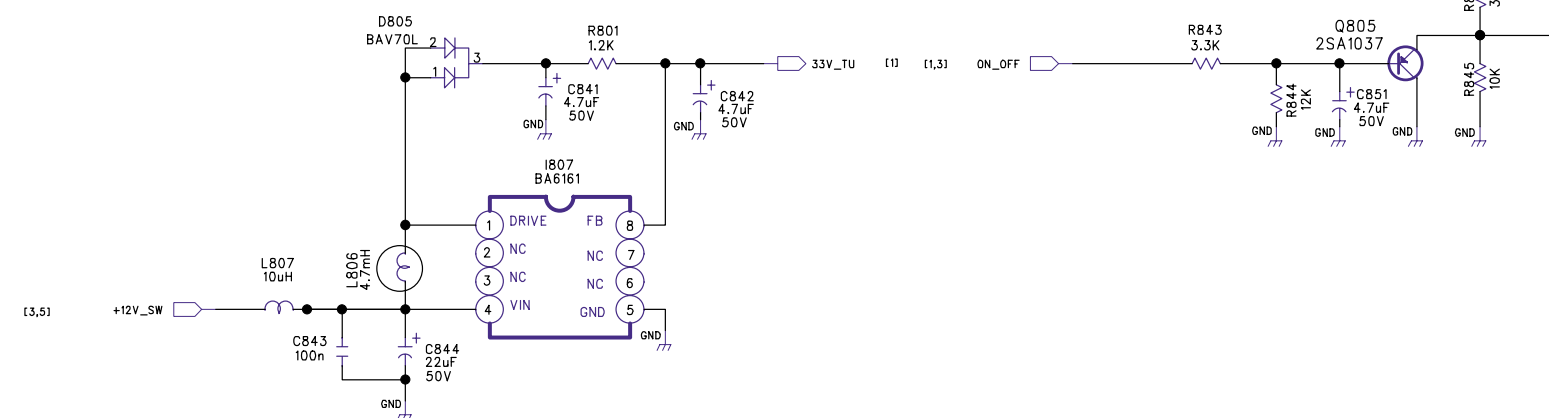 D805
BAV70L
2
3
1
R801
1.2K
C841
4.7uF
50V
GND
C842
4.7uF
50V
GND
33V_TU
[1]
I807
BA6161
1
DRIVE
FB
8
2
NC
NC
7
3
NC
NC
6
4
VIN
GND
5
GND
L806
4.7mH
L807
10uH
[3,5]
+12V_SW
C843
100n
C844
22uF
50V
GND
[1,3]
ON_OFF
R843
3.3K
R844
12K
GND
C851
4.7uF
50V
GND
Q805
2SA1037
GND
R845
10K
GND